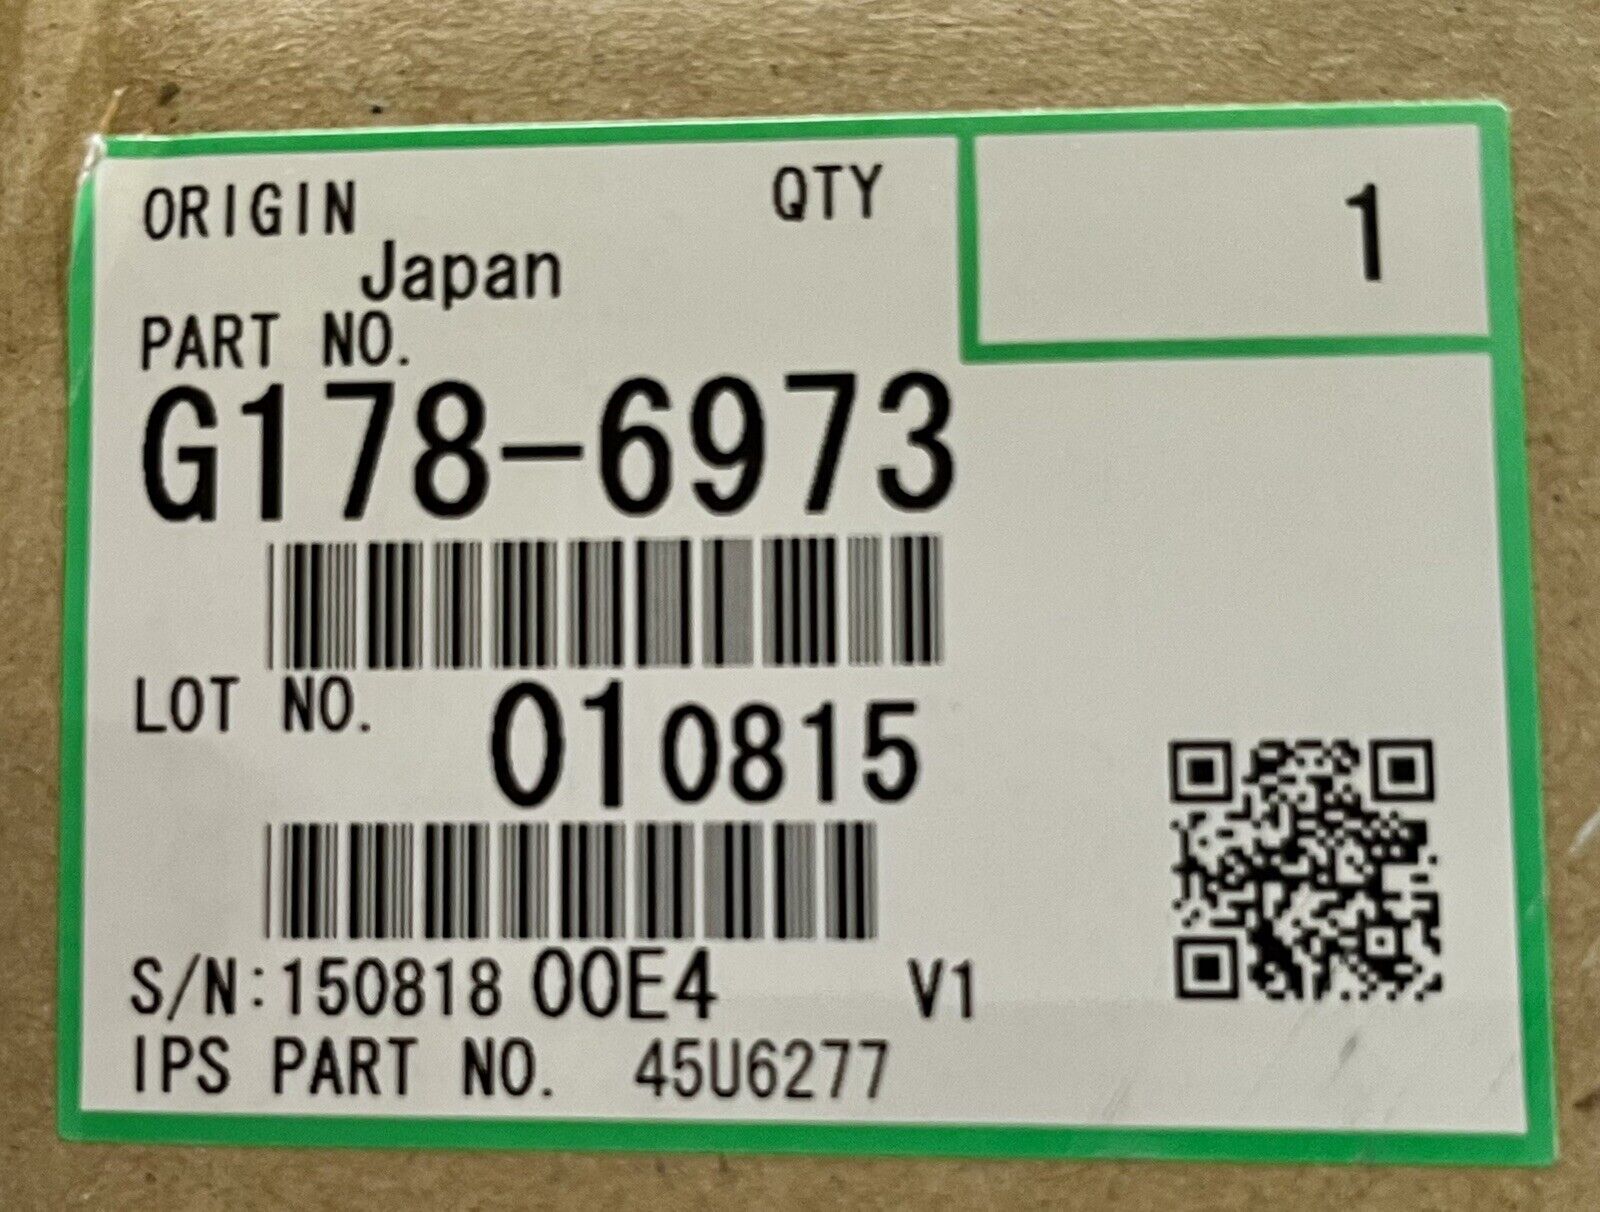 ORIGIN QTY 1
Japan
PART NO.
G178-6973
LOT NO. 010815
S/N:150818 00E4 V1
IPS PART NO. 45U6277